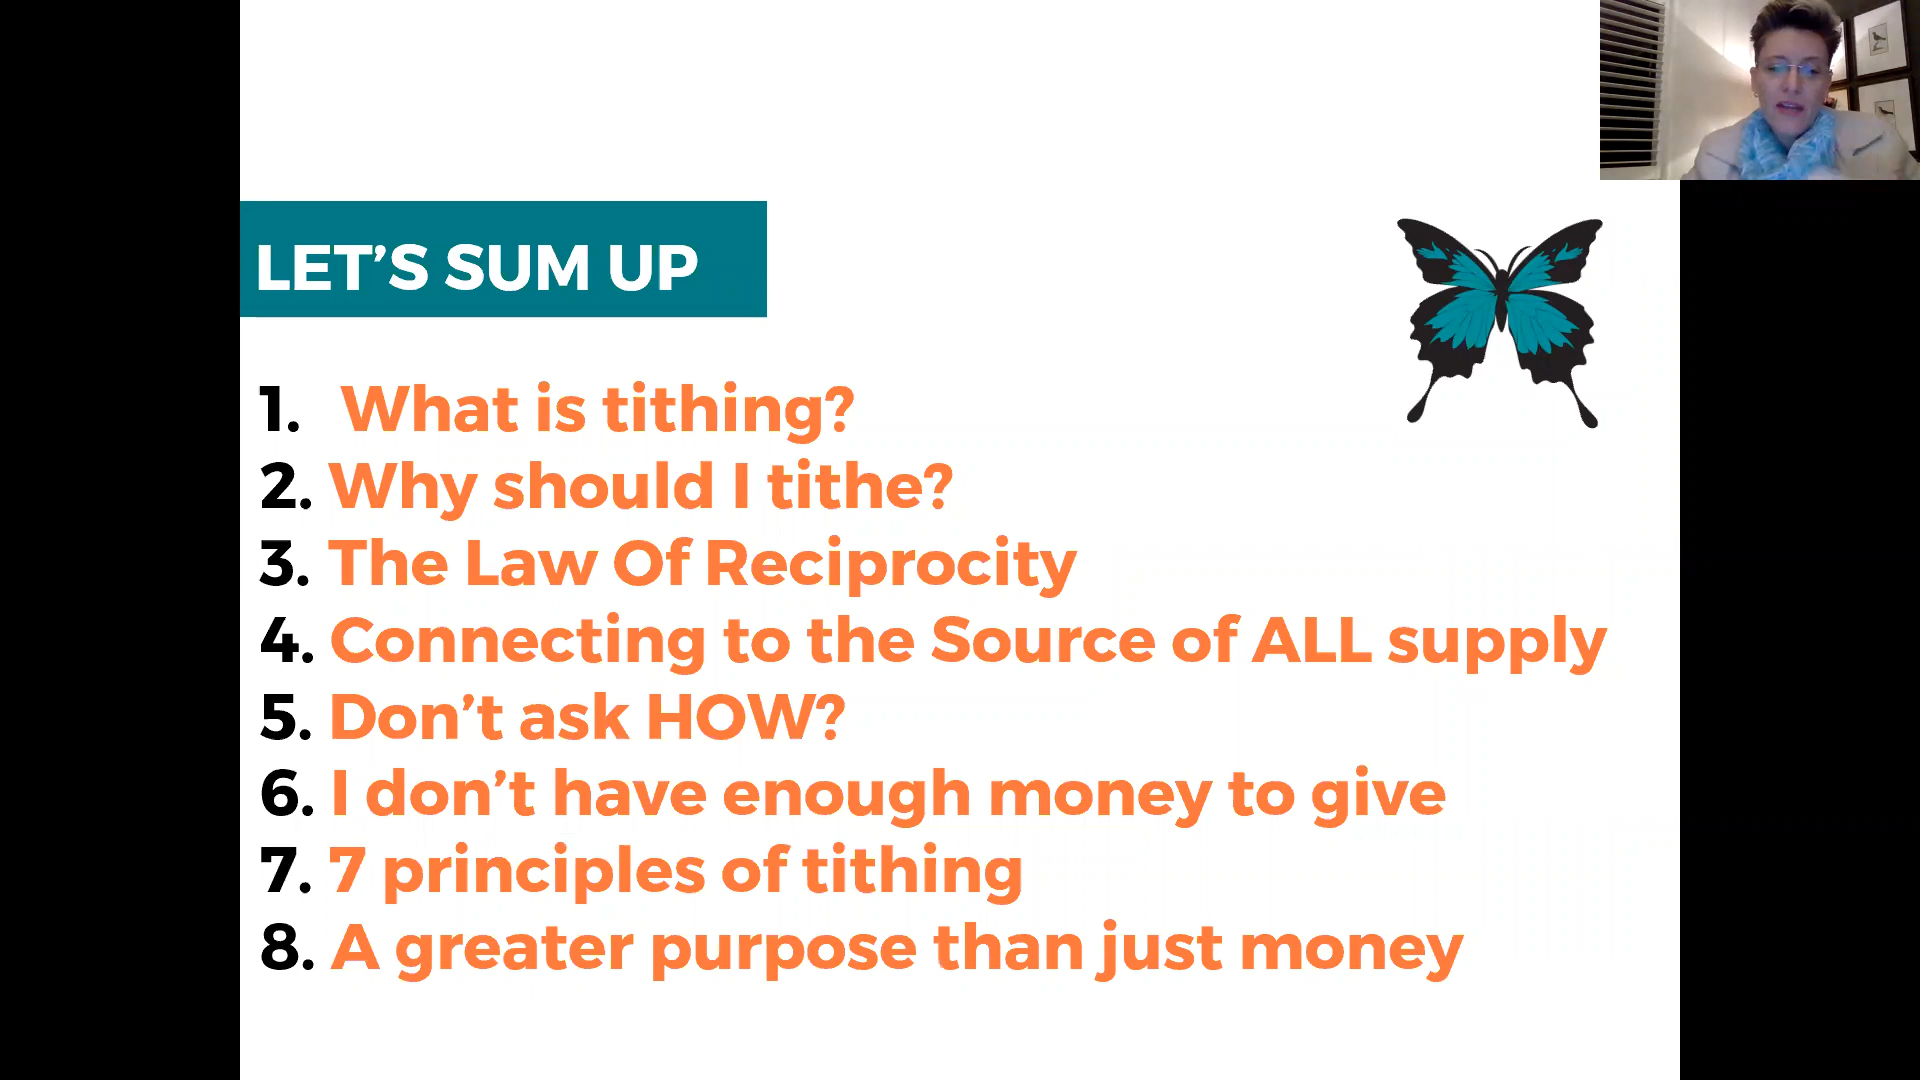 LET’S SUM UP
1. What is tithing?
2. Why should I tithe?
3. The Law Of Reciprocity
4. Connecting to the Source of ALL supply
5. Don’t ask HOW?
6. I don’t have enough money to give
7. 7 principles of tithing
8. A greater purpose than just money